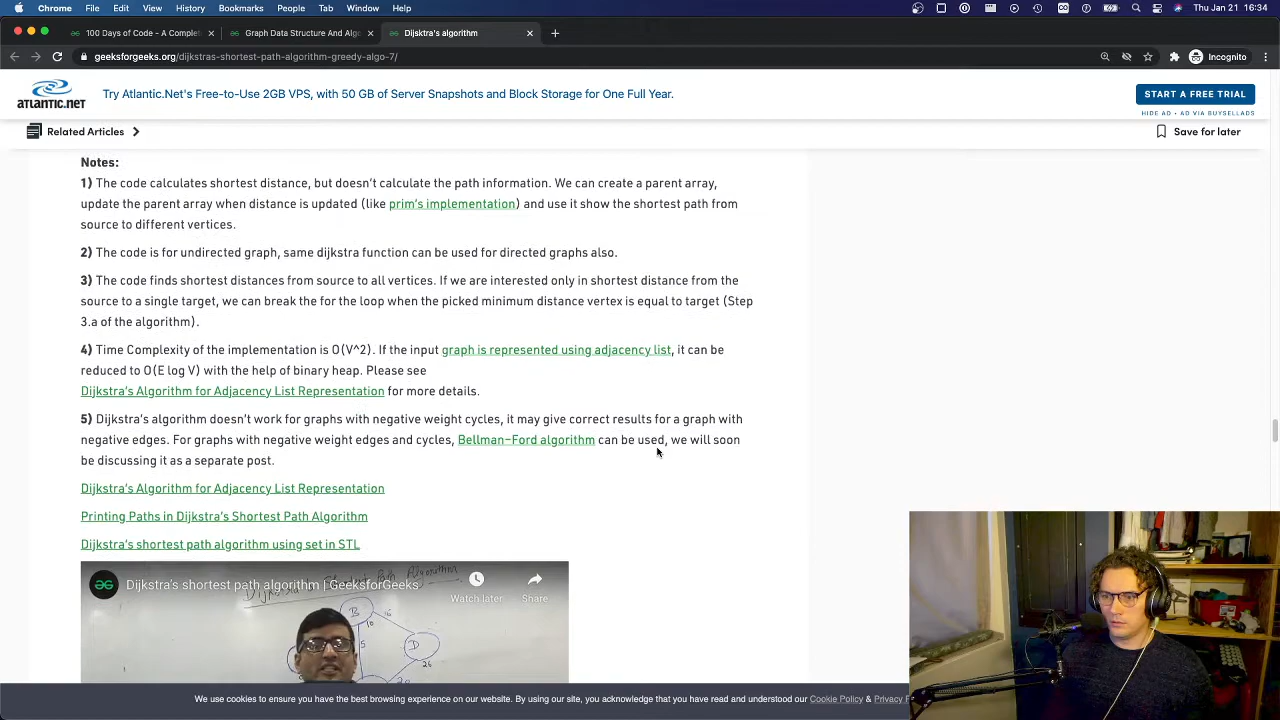 Chrome File Edit View History Bookmarks People Tab Window Help Thu Jan 21 16:34
100 Days of Code – A Complet
Graph Data Structure And Algo
Dijsktra's algorithm
geeksforgeeks.org/dijkstras-shortest-path-algorithm-greedy-algo-7/
Incognito
ATLANTIC.NET
Try Atlantic.Net's Free-to-Use 2GB VPS, with 50 GB of Server Snapshots and Block Storage for One Full Year.
START A FREE TRIAL
HIDE AD • AD VIA BUYSELLADS
Related Articles
Save for later
Notes:
1) The code calculates shortest distance, but doesn't calculate the path information. We can create a parent array,
update the parent array when distance is updated (like prim's implementation) and use it show the shortest path from
source to different vertices.
2) The code is for undirected graph, same dijkstra function can be used for directed graphs also.
3) The code finds shortest distances from source to all vertices. If we are interested only in shortest distance from the
source to a single target, we can break the for the loop when the picked minimum distance vertex is equal to target (Step
3.a of the algorithm).
4) Time Complexity of the implementation is O(V^2). If the input graph is represented using adjacency list, it can be
reduced to O(E log V) with the help of binary heap. Please see
Dijkstra's Algorithm for Adjacency List Representation for more details.
5) Dijkstra's algorithm doesn't work for graphs with negative weight cycles, it may give correct results for a graph with
negative edges. For graphs with negative weight edges and cycles, Bellman–Ford algorithm can be used, we will soon
be discussing it as a separate post.
Dijkstra's Algorithm for Adjacency List Representation
Printing Paths in Dijkstra's Shortest Path Algorithm
Dijkstra's shortest path algorithm using set in STL
Dijkstra's shortest path algorithm | GeeksforGeeks
Watch later
Share
B
16
10
5
D
26
We use cookies to ensure you have the best browsing experience on our website. By using our site, you acknowledge that you have read and understood our Cookie Policy & Privacy